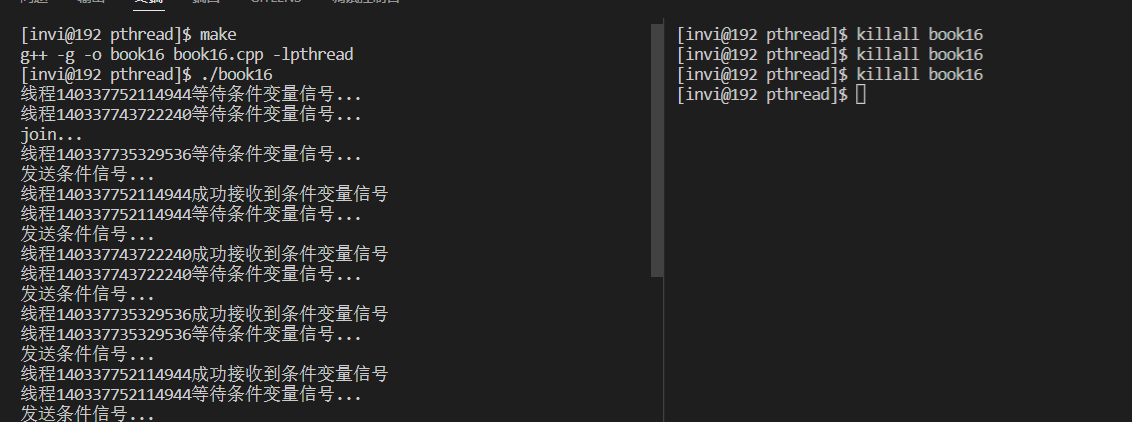 [invi@192 pthread]$ make
g++ -g -o book16 book16.cpp -lpthread
[invi@192 pthread]$ ./book16
线程140337752114944等待条件变量信号...
线程140337743722240等待条件变量信号...
join...
线程140337735329536等待条件变量信号...
发送条件信号...
线程140337752114944成功接收到条件变量信号
线程140337752114944等待条件变量信号...
发送条件信号...
线程140337743722240成功接收到条件变量信号
线程140337743722240等待条件变量信号...
发送条件信号...
线程140337735329536成功接收到条件变量信号
线程140337735329536等待条件变量信号...
发送条件信号...
线程140337752114944成功接收到条件变量信号
线程140337752114944等待条件变量信号...
发送条件信号...
[invi@192 pthread]$ killall book16
[invi@192 pthread]$ killall book16
[invi@192 pthread]$ killall book16
[invi@192 pthread]$